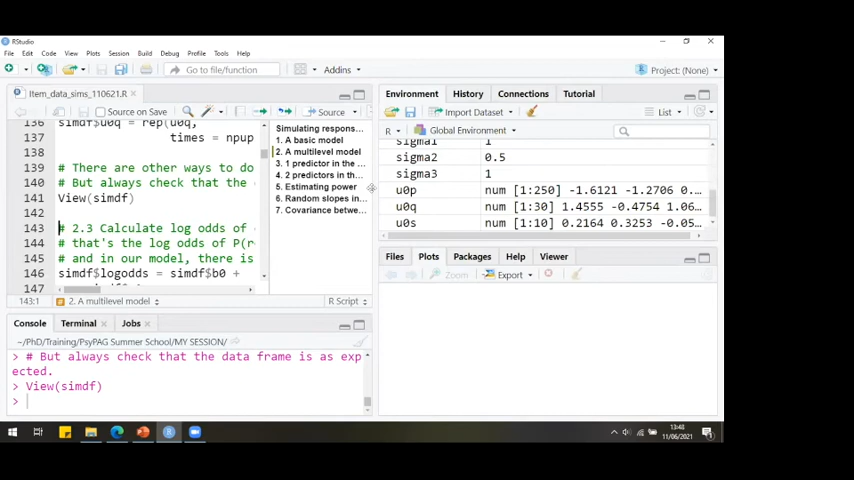 RStudio
File Edit Code View Plots Session Build Debug Profile Tools Help
Go to file/function
Addins
Project: (None)
Item_data_sims_110621.R
Source on Save
Source
136 simdf$u0q = rep(u0q,
137 times = npup
138
139 # There are other ways to do
140 # But always check that the
141 View(simdf)
142
143 # 2.3 Calculate log odds of
144 # that's the log odds of P(r
145 # and in our model, there is
146 simdf$logodds = simdf$b0 +
147
143:1 2. A multilevel model
R Script
Simulating respons...
1. A basic model
2. A multilevel model
3. 1 predictor in the ...
4. 2 predictors in th...
5. Estimating power
6. Random slopes in...
7. Covariance betwe...
Console Terminal Jobs
~/PhD/Training/PsyPAG Summer School/MY SESSION/
> # But always check that the data frame is as exp
ected.
> View(simdf)
>
Environment History Connections Tutorial
Import Dataset
List
R Global Environment
sigma1 1
sigma2 0.5
sigma3 1
u0p num [1:250] -1.6121 -1.2706 0...
u0q num [1:30] 1.4555 -0.4754 1.06...
u0s num [1:10] 0.2164 0.3253 -0.05...
Files Plots Packages Help Viewer
Zoom Export
13:48
11/06/2021